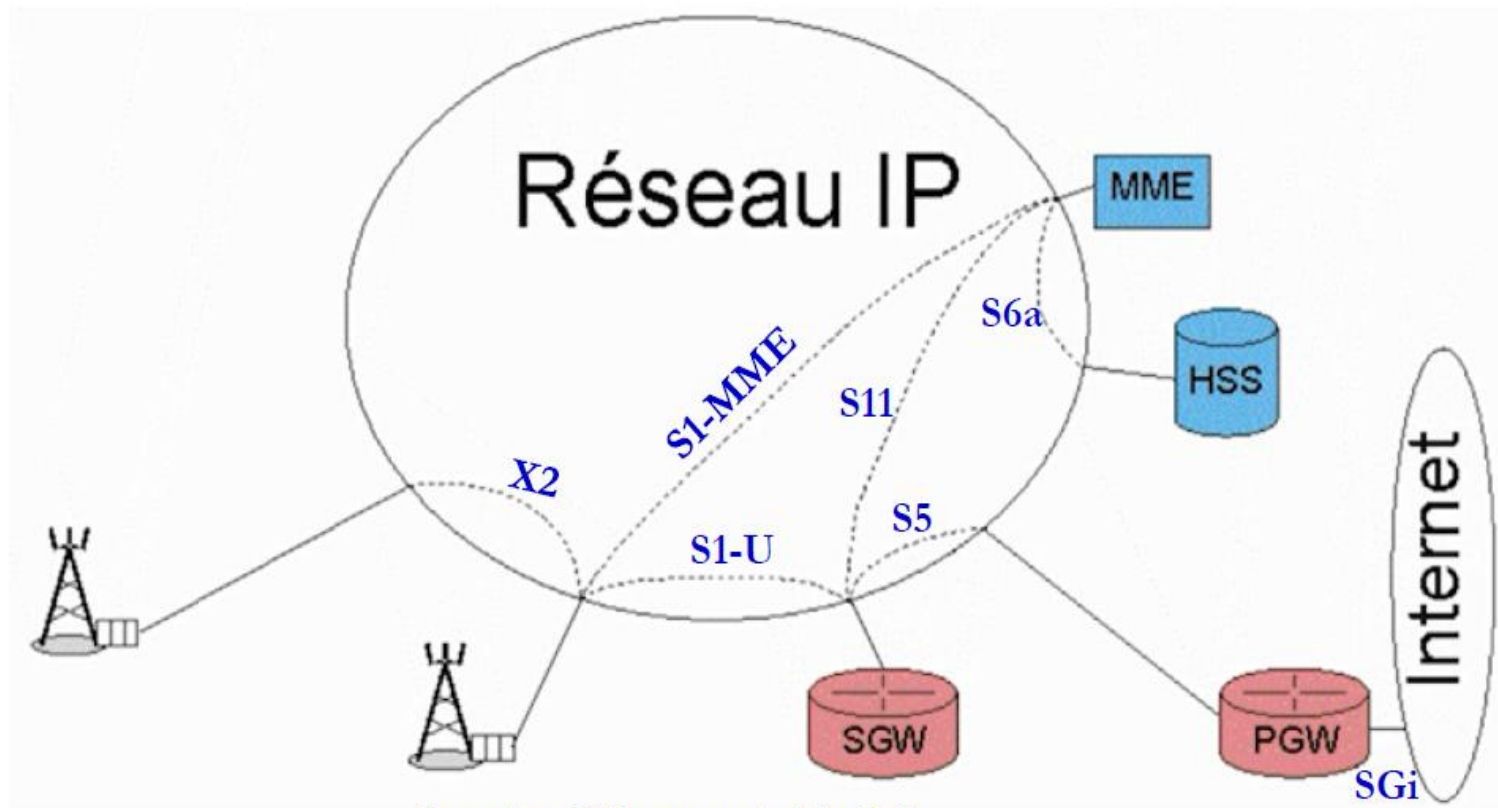 Réseau IP
MME
S6a
S1-MME
S11
HSS
X2
S5
S1-U
Internet
SGW
PGW
SGi